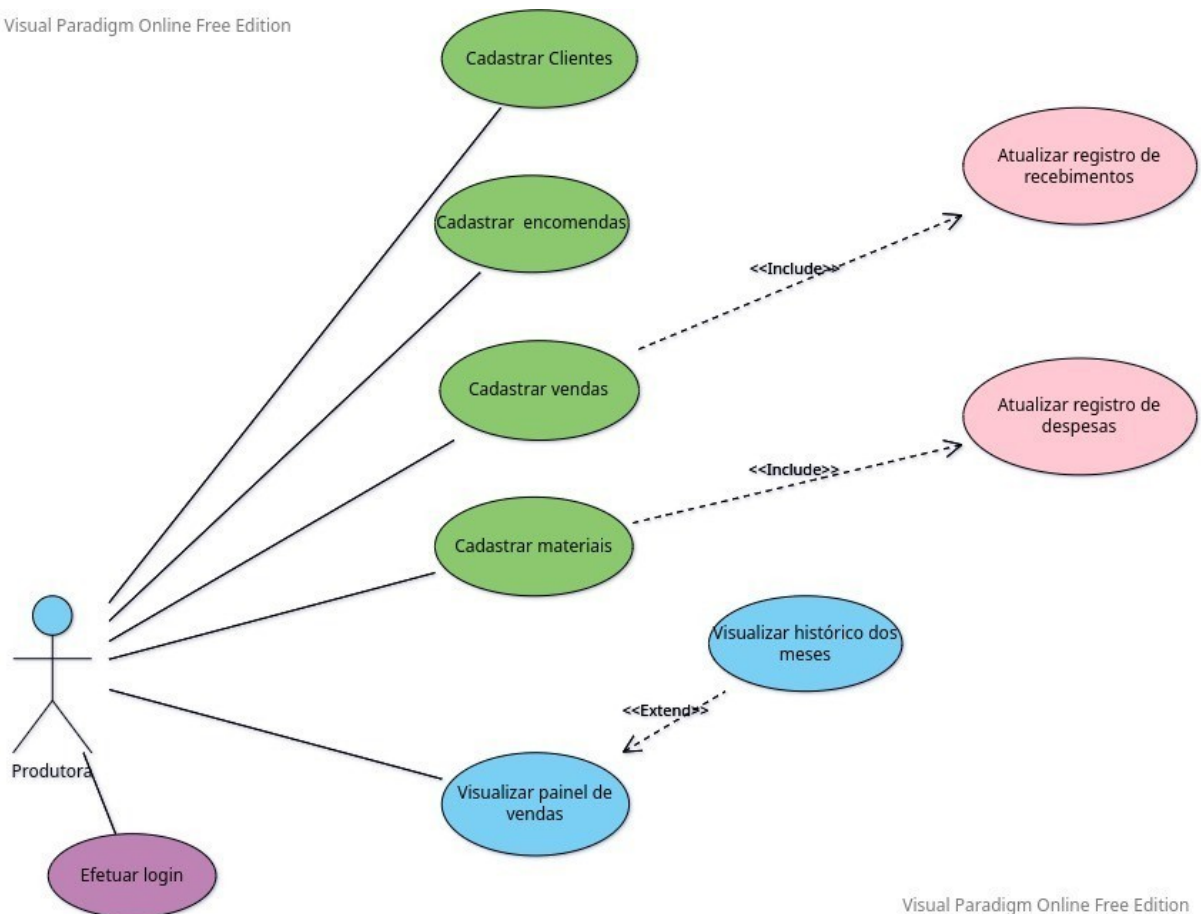 Visual Paradigm Online Free Edition
Cadastrar Clientes
Atualizar registro de
recebimentos
Cadastrar encomendas
<<Include>>
Cadastrar vendas
Atualizar registro de
despesas
<<Include>>
Cadastrar materiais
Visualizar histórico dos
meses
<<Extend>>
Produtora
Visualizar painel de
vendas
Efetuar login
Visual Paradigm Online Free Edition